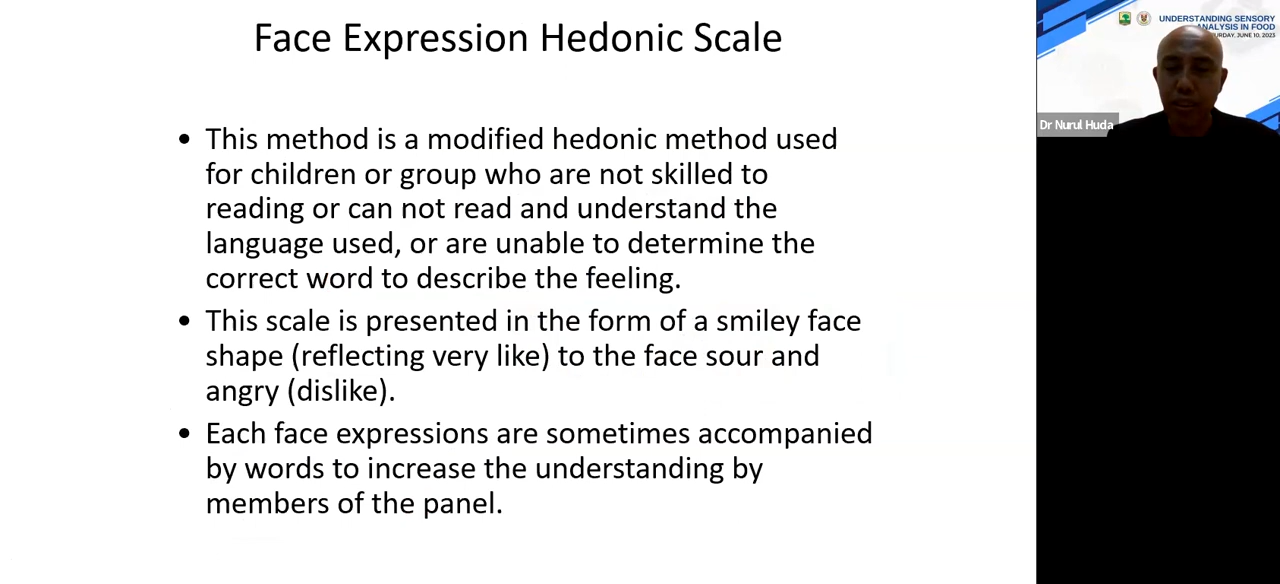 Face Expression Hedonic Scale
• This method is a modified hedonic method used
for children or group who are not skilled to
reading or can not read and understand the
language used, or are unable to determine the
correct word to describe the feeling.
• This scale is presented in the form of a smiley face
shape (reflecting very like) to the face sour and
angry (dislike).
• Each face expressions are sometimes accompanied
by words to increase the understanding by
members of the panel.
UNDERSTANDING SENSORY
ANALYSIS IN FOOD
JUNE 10, 2023
Dr Nurul Huda